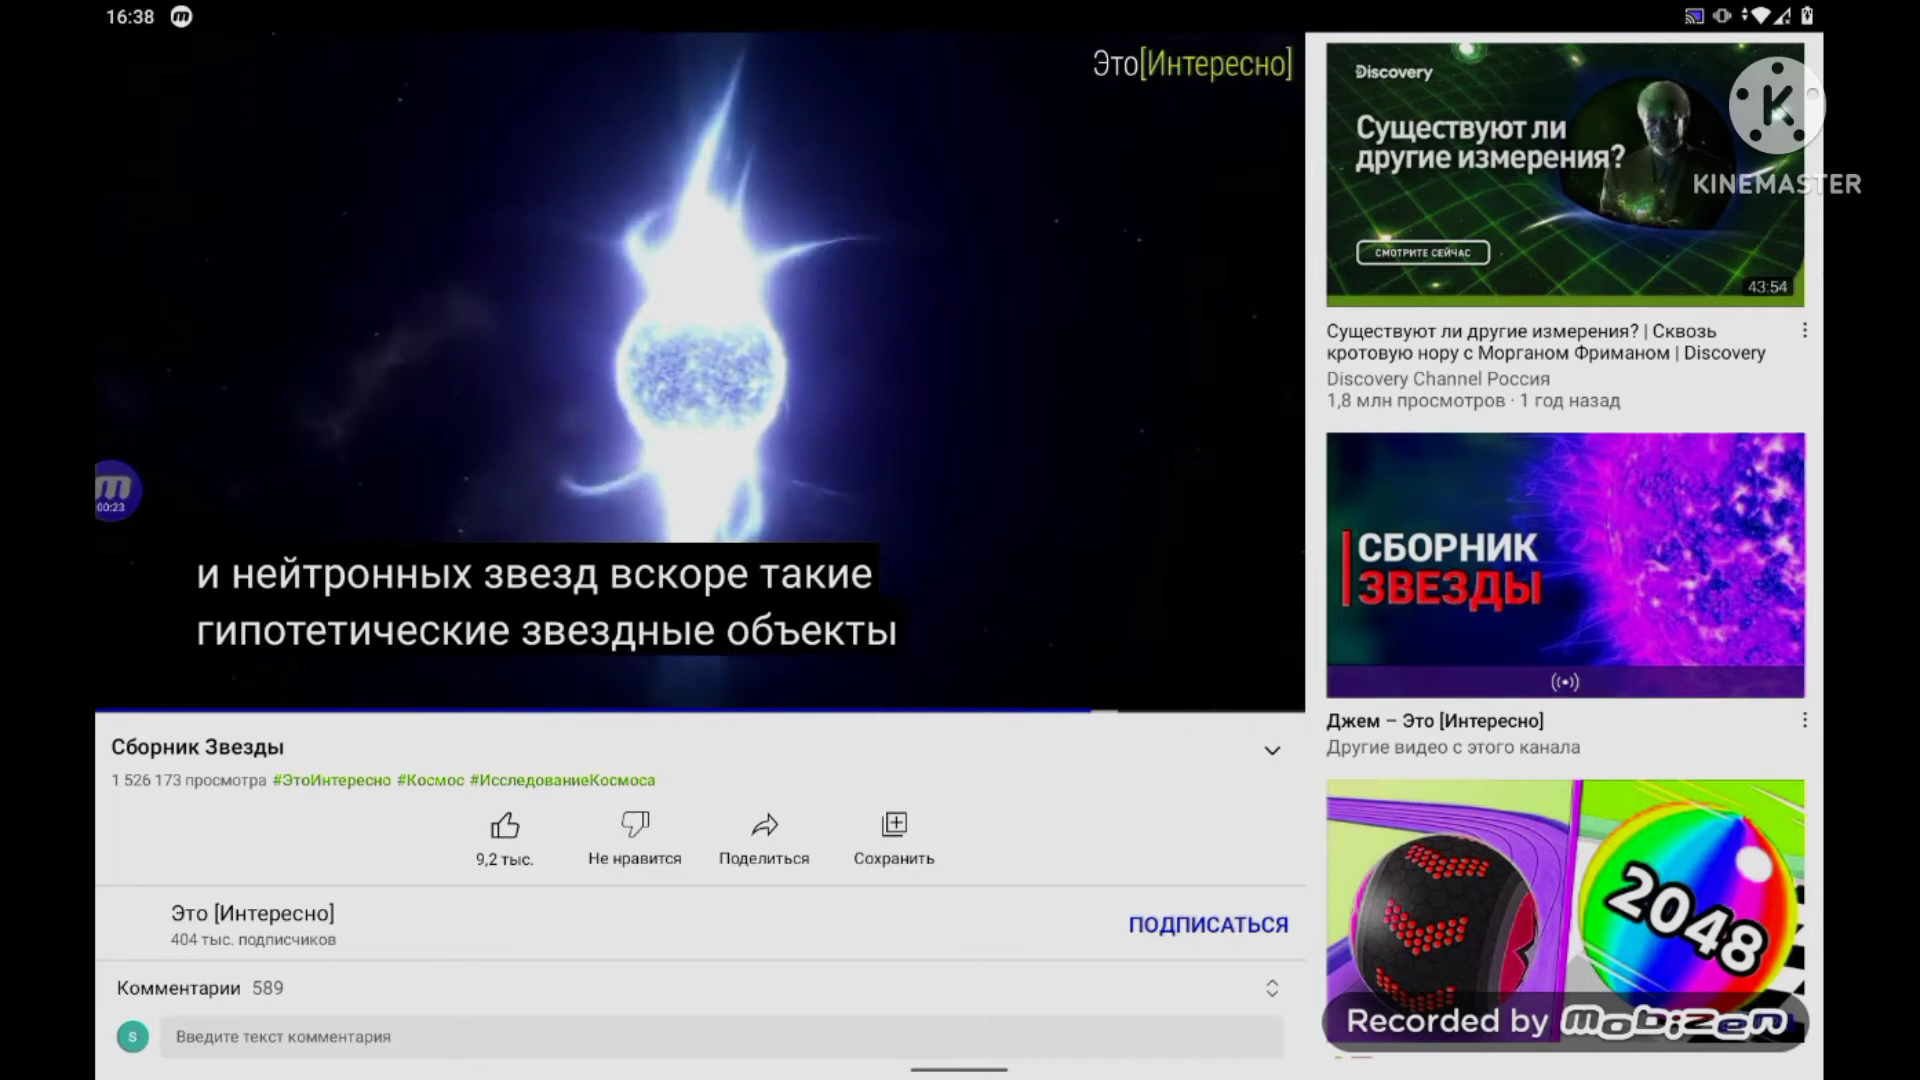 16:38
Это[Интересно]
m
00:23
и нейтронных звезд вскоре такие
гипотетические звездные объекты
Сборник Звезды
1 526 173 просмотра #ЭтоИнтересно #Космос #ИсследованиеКосмоса
9,2 тыс.
Не нравится
Поделиться
Сохранить
Это [Интересно]
404 тыс. подписчиков
ПОДПИСАТЬСЯ
Комментарии 589
S
Введите текст комментария
Discovery
Существуют ли
другие измерения?
СМОТРИТЕ СЕЙЧАС
43:54
K
KINEMASTER
Существуют ли другие измерения? | Сквозь
кротовую нору с Морганом Фриманом | Discovery
Discovery Channel Россия
1,8 млн просмотров · 1 год назад
СБОРНИК
ЗВЕЗДЫ
Джем – Это [Интересно]
Другие видео с этого канала
2048
Recorded by mobizen